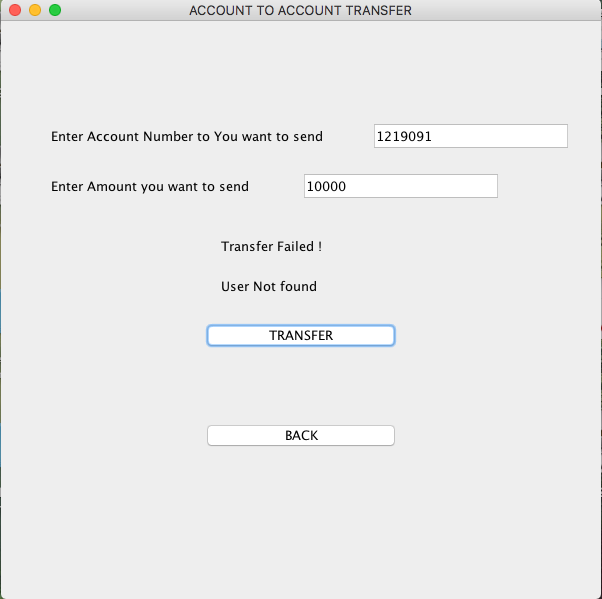 ACCOUNT TO ACCOUNT TRANSFER
Enter Account Number to You want to send 1219091
Enter Amount you want to send 10000
Transfer Failed !
User Not found
TRANSFER
BACK